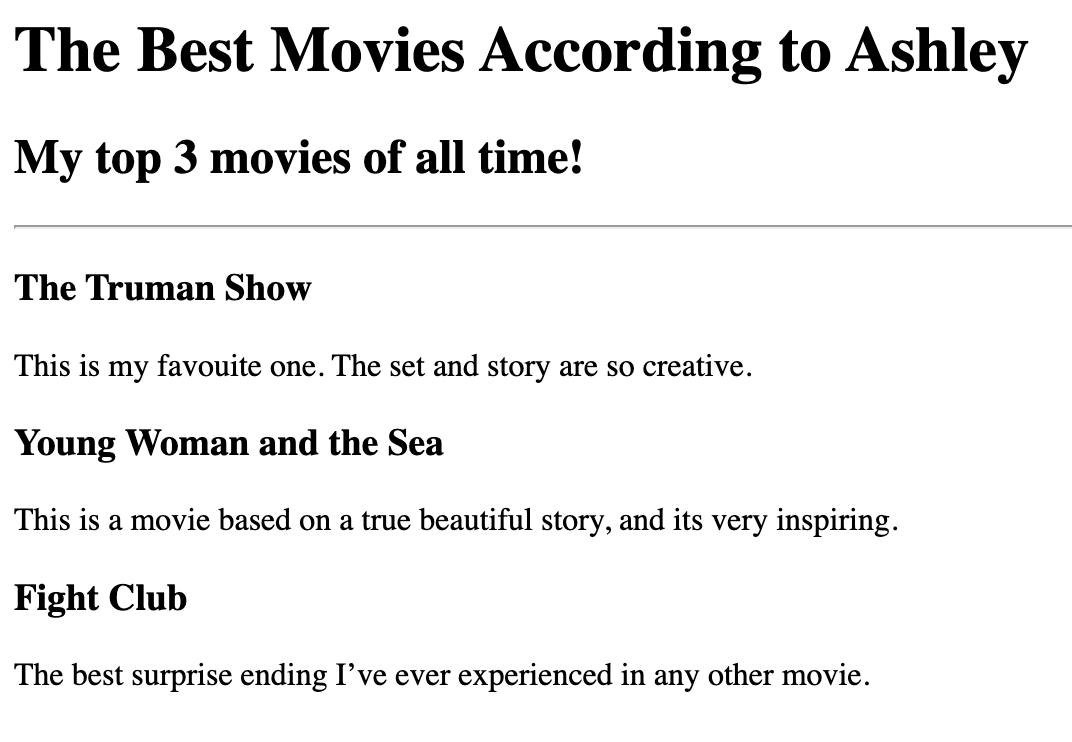 The Best Movies According to Ashley
My top 3 movies of all time!
The Truman Show
This is my favouite one. The set and story are so creative.
Young Woman and the Sea
This is a movie based on a true beautiful story, and its very inspiring.
Fight Club
The best surprise ending I’ve ever experienced in any other movie.